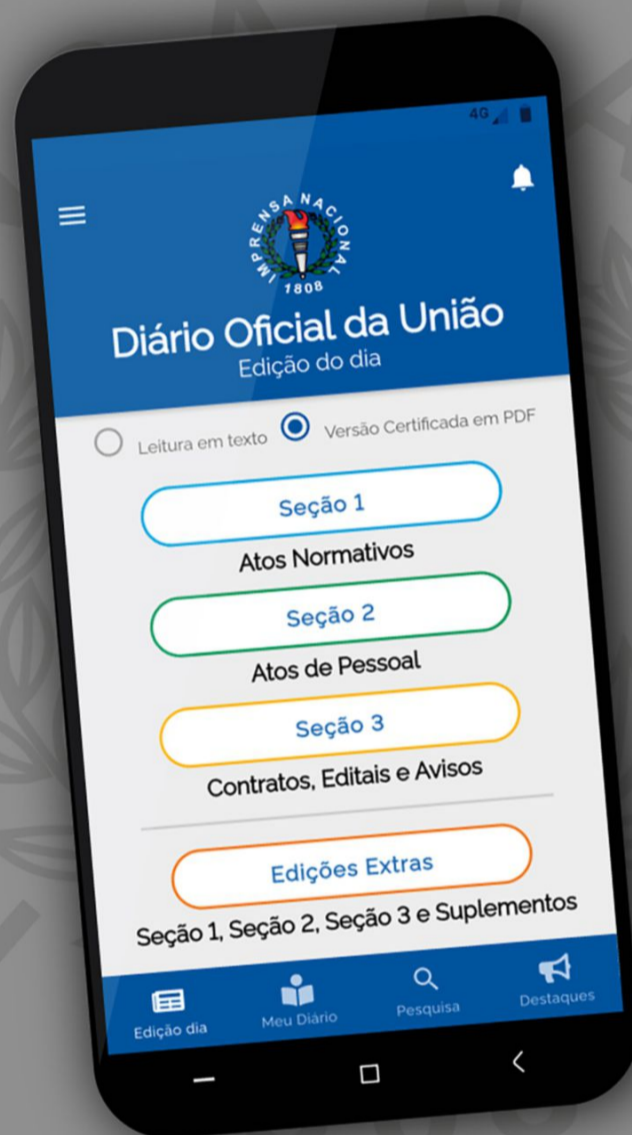 4G
IMPRENSA NACIONAL
1808
Diário Oficial da União
Edição do dia
Leitura em texto Versão Certificada em PDF
Seção 1
Atos Normativos
Seção 2
Atos de Pessoal
Seção 3
Contratos, Editais e Avisos
Edições Extras
Seção 1, Seção 2, Seção 3 e Suplementos
Edição dia Meu Diário Pesquisa Destaques